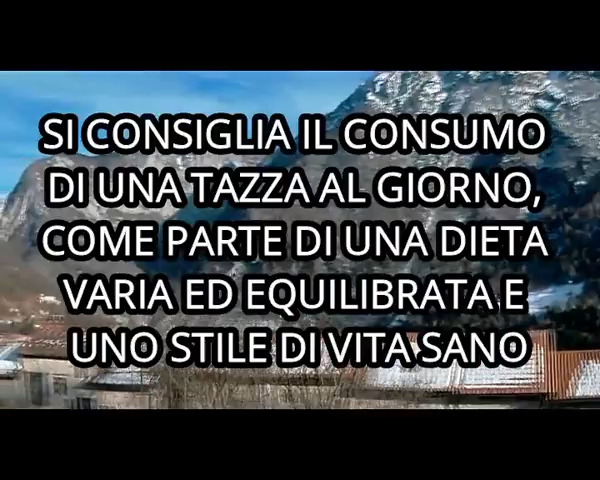 SI CONSIGLIA IL CONSUMO
DI UNA TAZZA AL GIORNO,
COME PARTE DI UNA DIETA
VARIA ED EQUILIBRATA E
UNO STILE DI VITA SANO